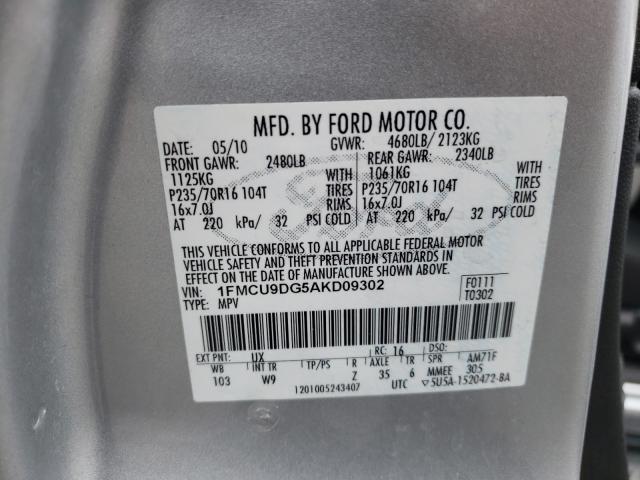 MFD. BY FORD MOTOR CO.
DATE: 05/10 GVWR: 4680LB/ 2123KG
FRONT GAWR: 2480LB REAR GAWR: 2340LB
1125KG WITH 1061KG WITH
P235/70R16 104T TIRES P235/70R16 104T TIRES
16x7.0J RIMS 16x7.0J RIMS
AT 220 kPa/ 32 PSI COLD AT 220 kPa/ 32 PSI COLD
THIS VEHICLE CONFORMS TO ALL APPLICABLE FEDERAL MOTOR
VEHICLE SAFETY AND THEFT PREVENTION STANDARDS IN EFFECT
ON THE DATE OF MANUFACTURE SHOWN ABOVE.
VIN: 1FMCU9DG5AKD09302 F0111
TYPE: MPV T0302
EXT PNT: UX RC: 16 DSO:
WB INT TR TP/PS R AXLE TR SPR AM71F
103 W9 Z 35 6 MMEE 305
1201005243407 UTC ▽5U5A-1520472-BA
Ford